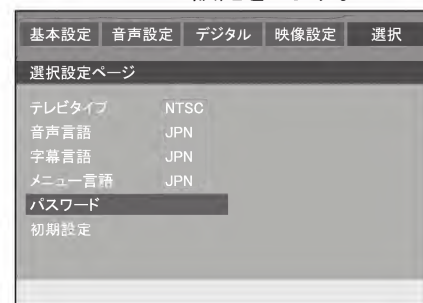 基本設定 音声設定 デジタル 映像設定 選択
選択設定ページ
テレビタイプ NTSC
音声言語 JPN
字幕言語 JPN
メニュー言語 JPN
パスワード
初期設定